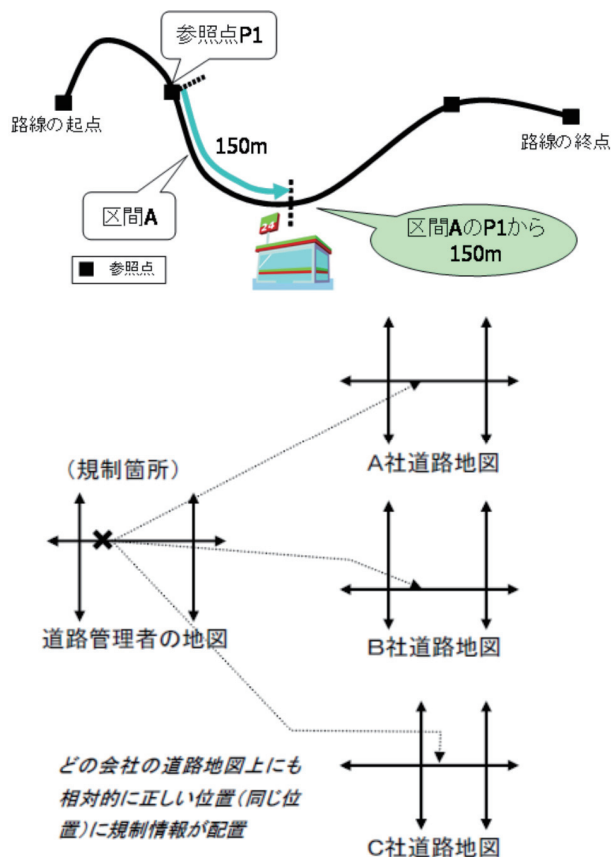 参照点P1
路線の起点
路線の終点
150m
区間A
24
区間AのP1から
150m
■ 参照点
(規制箇所)
A社道路地図
道路管理者の地図
B社道路地図
どの会社の道路地図上にも
相対的に正しい位置(同じ位
置)に規制情報が配置
C社道路地図